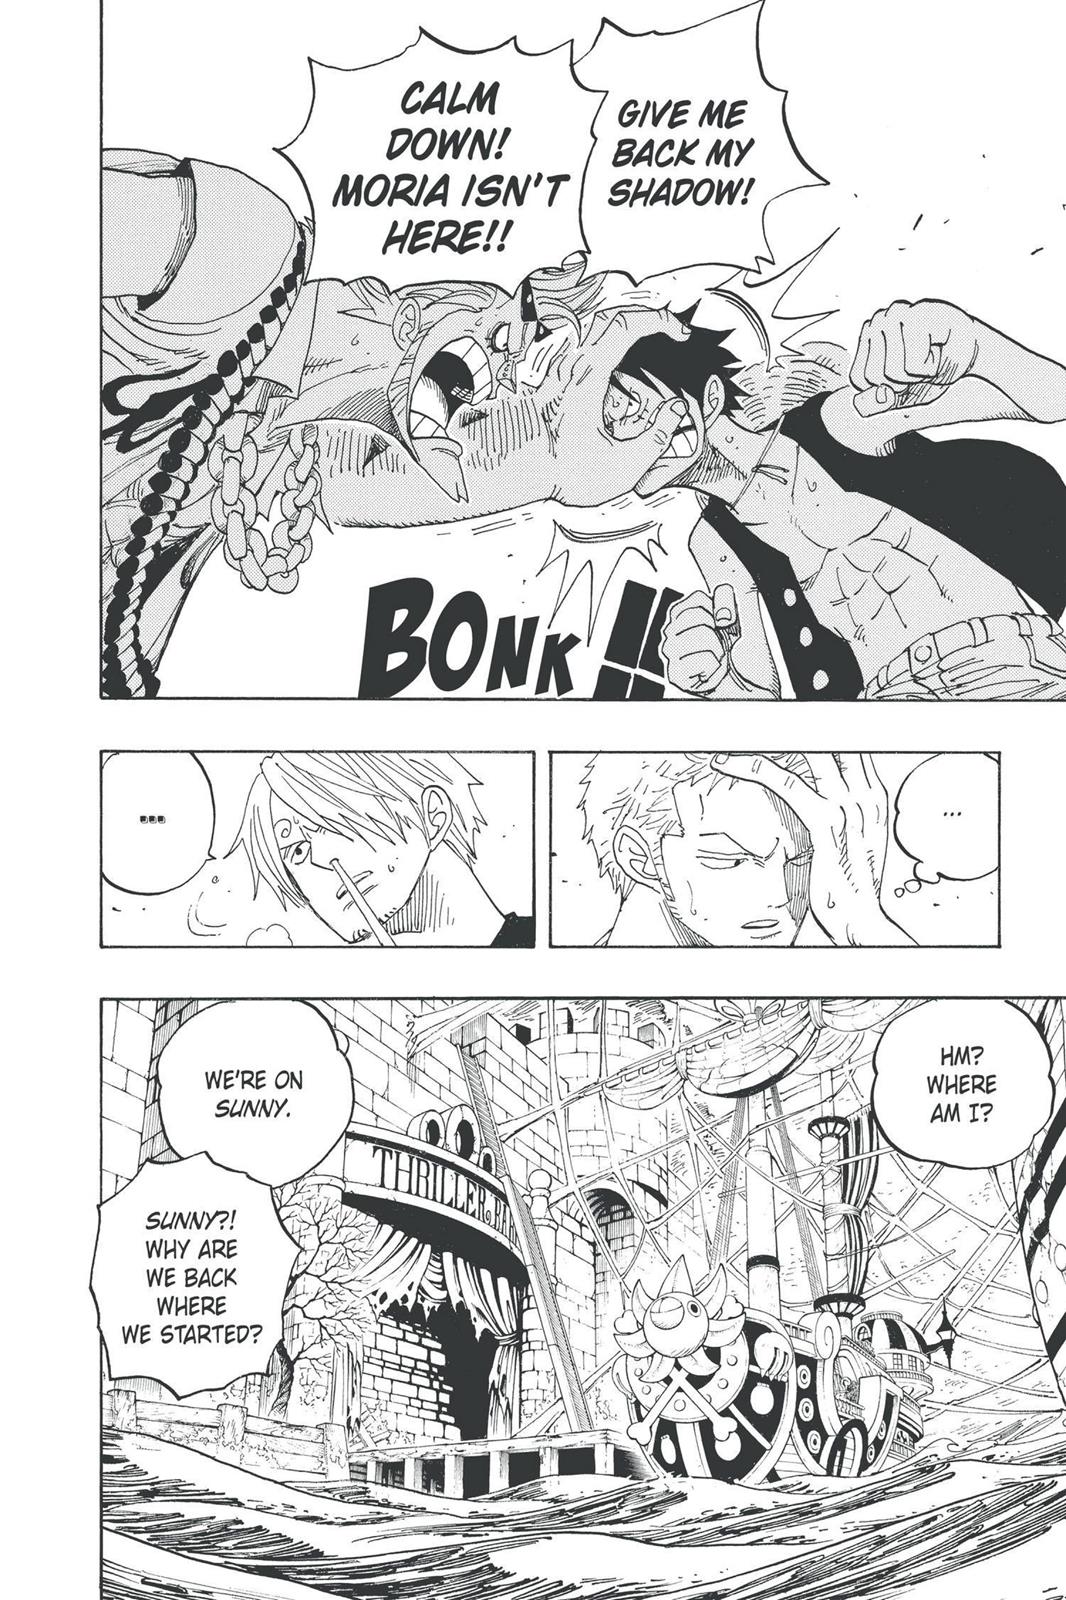 GIVE ME
BACK MY
SHADOW!
CALM
DOWN!
MORIA ISN'T
HERE!!
BONK!!
...
...
HM?
WHERE
AM I?
WE'RE ON
SUNNY.
SUNNY?!
WHY ARE
WE BACK
WHERE
WE STARTED?
THRILLER